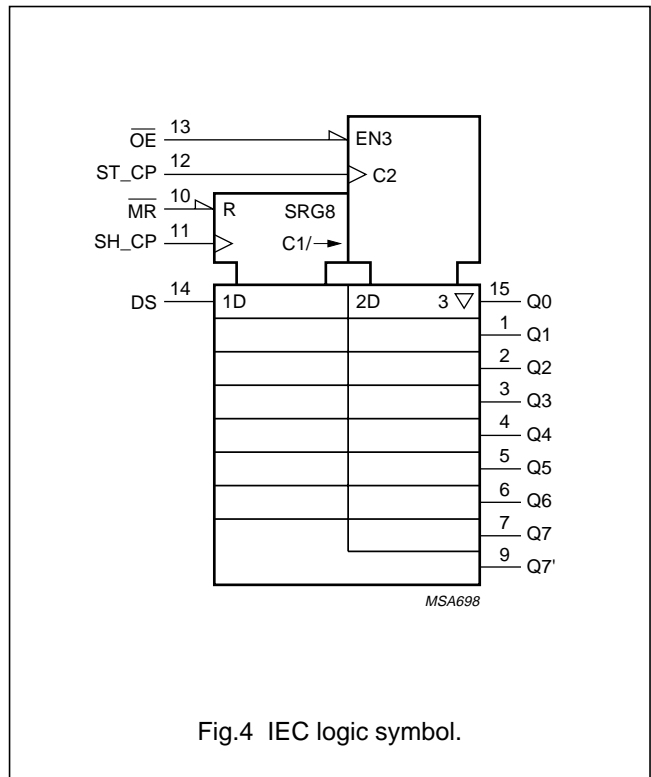 O̅E̅ 13 EN3
ST_CP 12 C2
M̅R̅ 10 R SRG8
SH_CP 11 C1/→
DS 14 1D 2D 3 ▽ 15 Q0
1 Q1
2 Q2
3 Q3
4 Q4
5 Q5
6 Q6
7 Q7
9 Q7'
MSA698
Fig.4 IEC logic symbol.